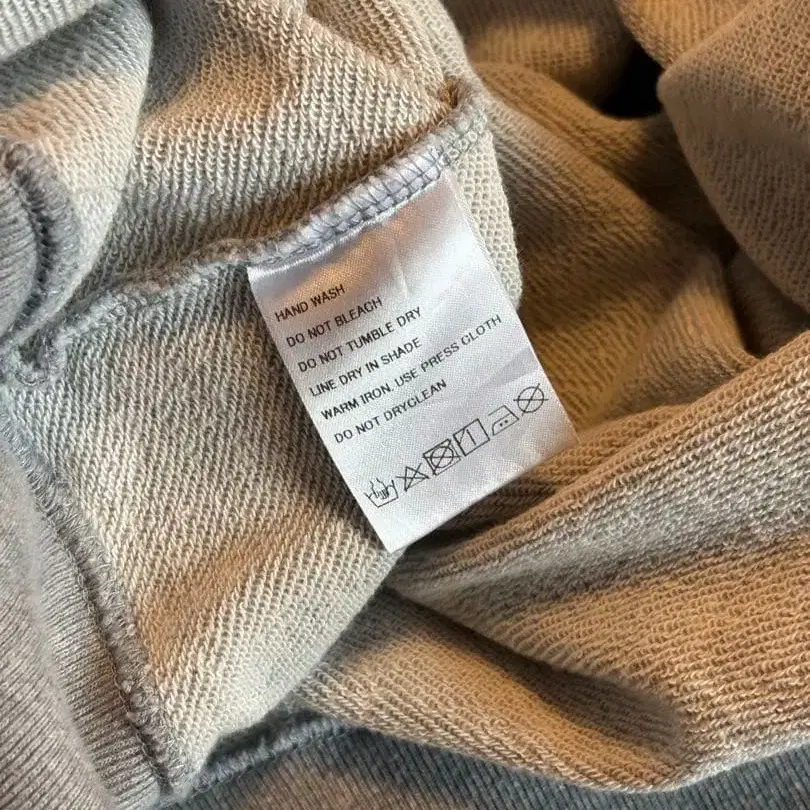 HAND WASH
DO NOT BLEACH
DO NOT TUMBLE DRY
LINE DRY IN SHADE
WARM IRON, USE PRESS CLOTH
DO NOT DRYCLEAN